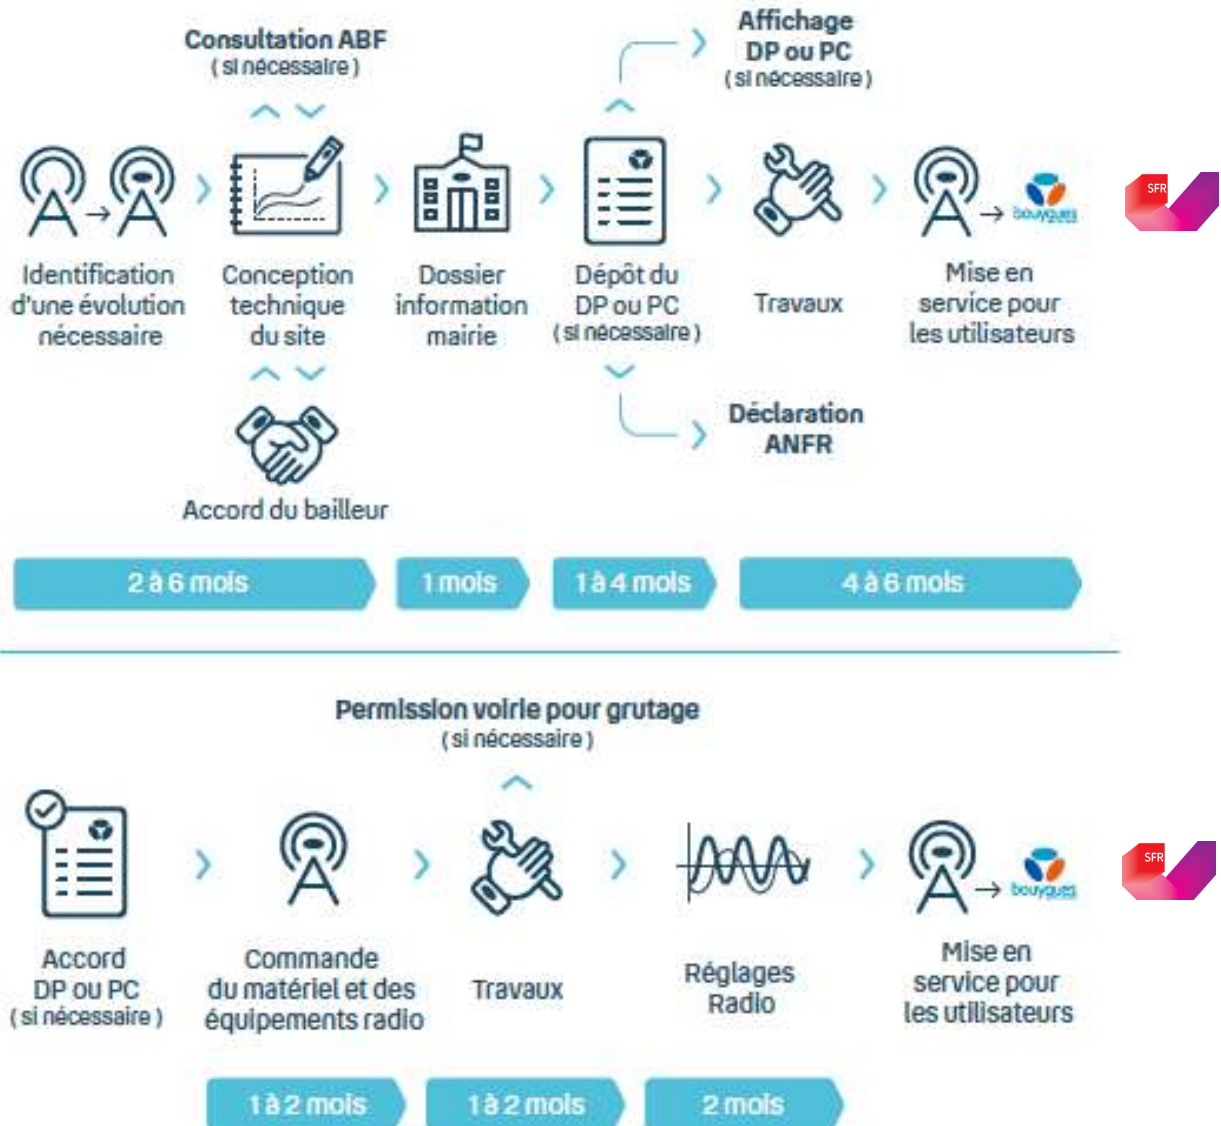 Affichage
DP ou PC
( si nécessaire )
Consultation ABF
( si nécessaire )
SFR
bouygues
Identification
d'une évolution
nécessaire
Conception
technique
du site
Dossier
information
mairie
Dépôt du
DP ou PC
( si nécessaire )
Travaux
Mise en
service pour
les utilisateurs
Déclaration
ANFR
Accord du bailleur
2 à 6 mois
1 mois
1 à 4 mois
4 à 6 mois
Permission voirie pour grutage
( si nécessaire )
SFR
bouygues
Accord
DP ou PC
( si nécessaire )
Commande
du matériel et des
équipements radio
Travaux
Réglages
Radio
Mise en
service pour
les utilisateurs
1 à 2 mois
1 à 2 mois
2 mois